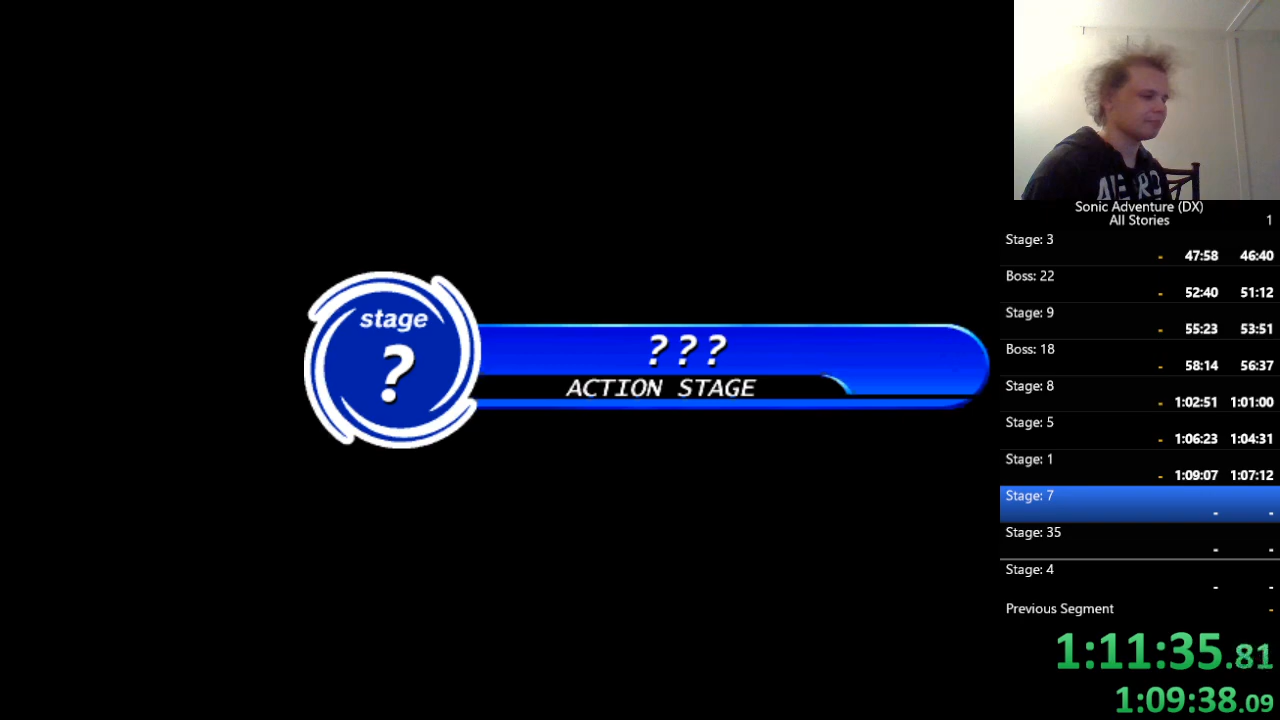 stage
?
? ? ?
ACTION STAGE
Sonic Adventure (DX)
All Stories 1
Stage: 3
- 47:58 46:40
Boss: 22
- 52:40 51:12
Stage: 9
- 55:23 53:51
Boss: 18
- 58:14 56:37
Stage: 8
- 1:02:51 1:01:00
Stage: 5
- 1:06:23 1:04:31
Stage: 1
- 1:09:07 1:07:12
Stage: 7
- -
Stage: 35
- -
Stage: 4
- -
Previous Segment -
1:11:35.81
1:09:38.09